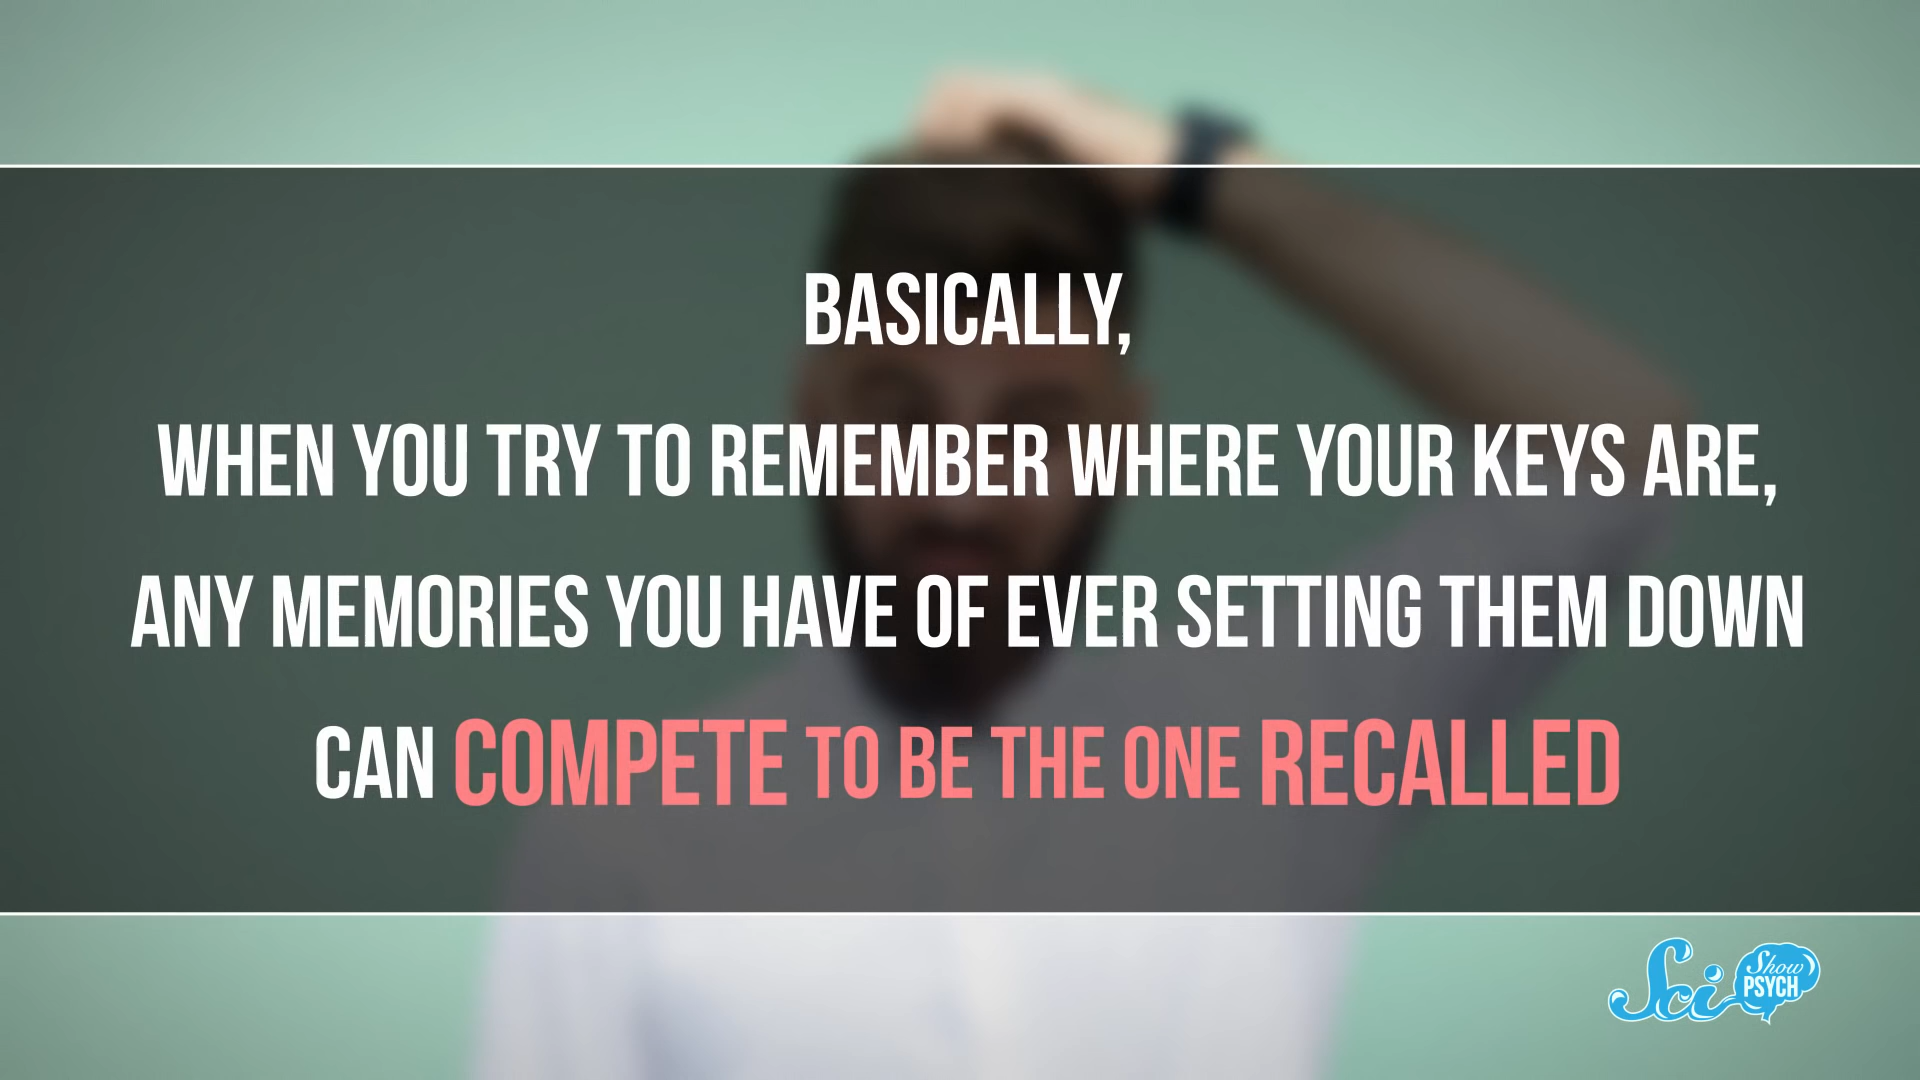 BASICALLY,
WHEN YOU TRY TO REMEMBER WHERE YOUR KEYS ARE,
ANY MEMORIES YOU HAVE OF EVER SETTING THEM DOWN
CAN COMPETE TO BE THE ONE RECALLED
Sci Show
PSYCH